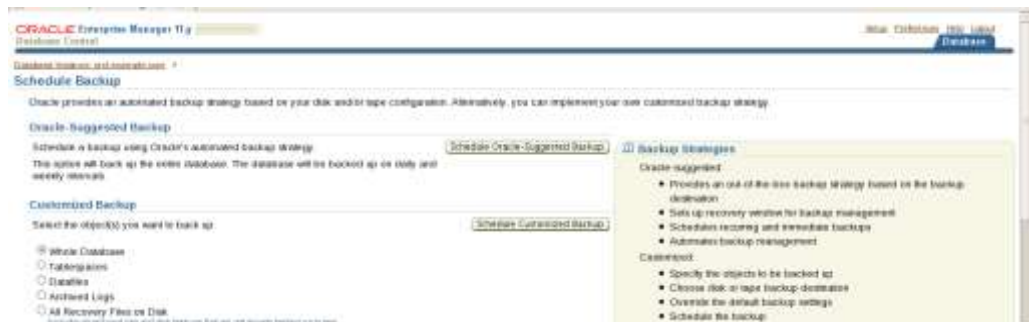 ORACLE Enterprise Manager 11g
Database Control
Setup Preferences Help Logout
Database
Schedule Backup
Oracle provides an automated backup strategy based on your disk and/or tape configuration. Alternatively, you can implement your own customized backup strategy.
Oracle-Suggested Backup
Schedule a backup using Oracle's automated backup strategy.
Schedule Oracle-Suggested Backup
This option will back up the entire database. The database will be backed up on daily and
weekly intervals.
Customized Backup
Select the object(s) you want to back up.
Schedule Customized Backup
Whole Database
Tablespaces
Datafiles
Archived Logs
All Recovery Files on Disk
Backup Strategies
Oracle-suggested:
Provides an out-of-the-box backup strategy based on the backup
destination
Sets up recovery window for backup management
Schedules recurring and immediate backups
Automates backup management
Customized:
Specify the objects to be backed up
Choose disk or tape backup destination
Override the default backup settings
Schedule the backup